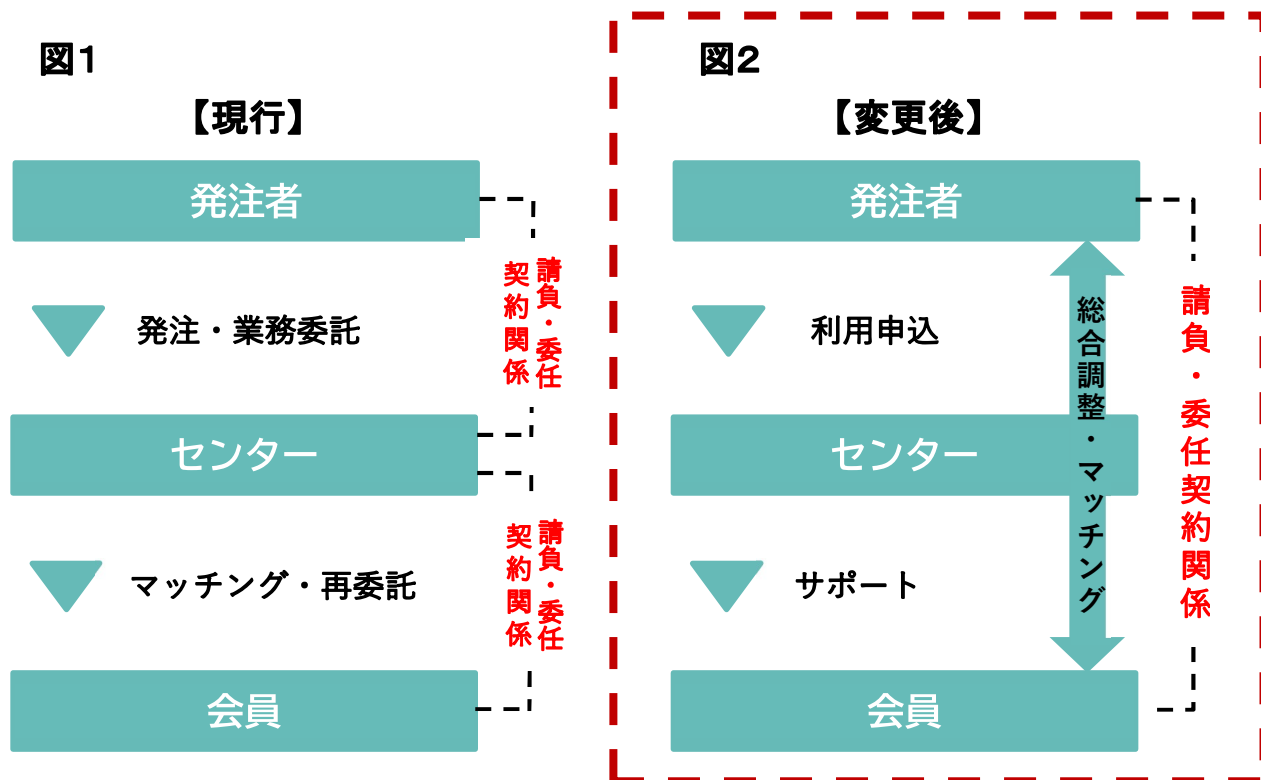 図1
【現行】
発注者
発注・業務委託
請負・委任
契約関係
センター
マッチング・再委託
請負・委任
契約関係
会員
図2
【変更後】
発注者
利用申込
総合調整・マッチング
請負・委任契約関係
センター
サポート
会員